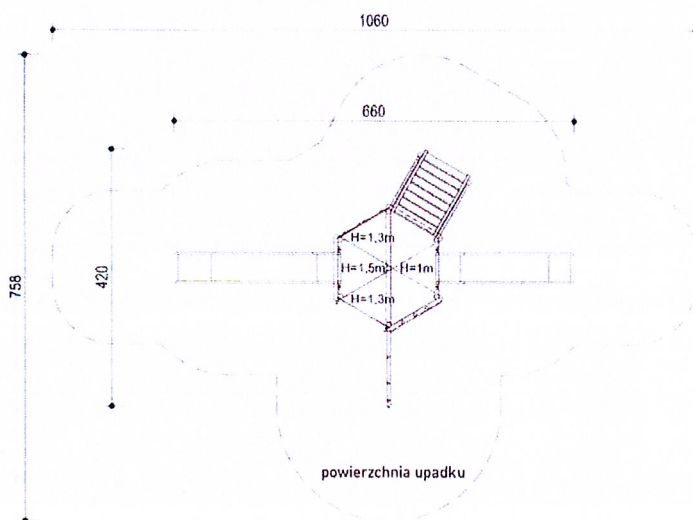 1060
660
758
420
H=1,3m
H=1,5m
H=1m
H=1,3m
powierzchnia upadku